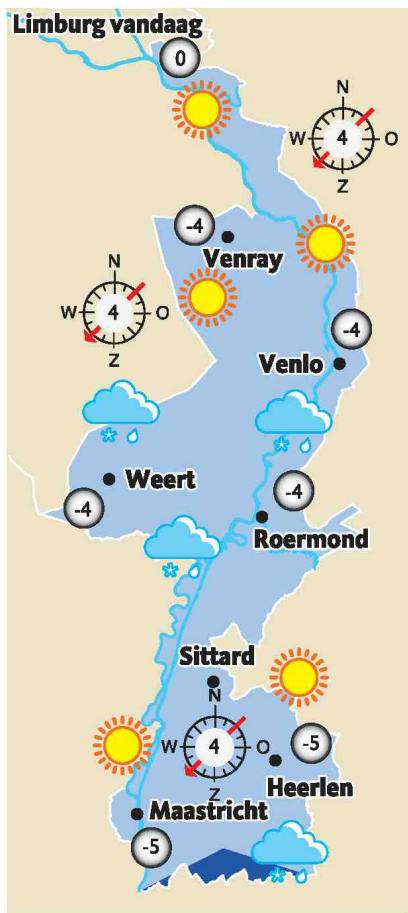 Limburg vandaag
0
N
W 4 O
Z
-4
Venray
N
W 4 O
Z
-4
Venlo
Weert
-4
-4
Roermond
Sittard
N
W 4 O
Z
-5
Heerlen
Maastricht
-5